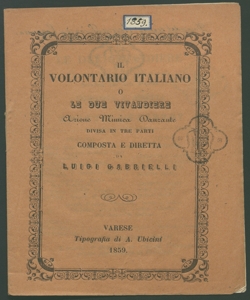 1859.
IL
VOLONTARIO ITALIANO
O
LE DUE VIVANDIERE
Azione Mimica Danzante
DIVISA IN TRE PARTI
COMPOSTA E DIRETTA
DA
LUIGI GABRIELLI
VARESE
Tipografia di A. Ubicini
1859.